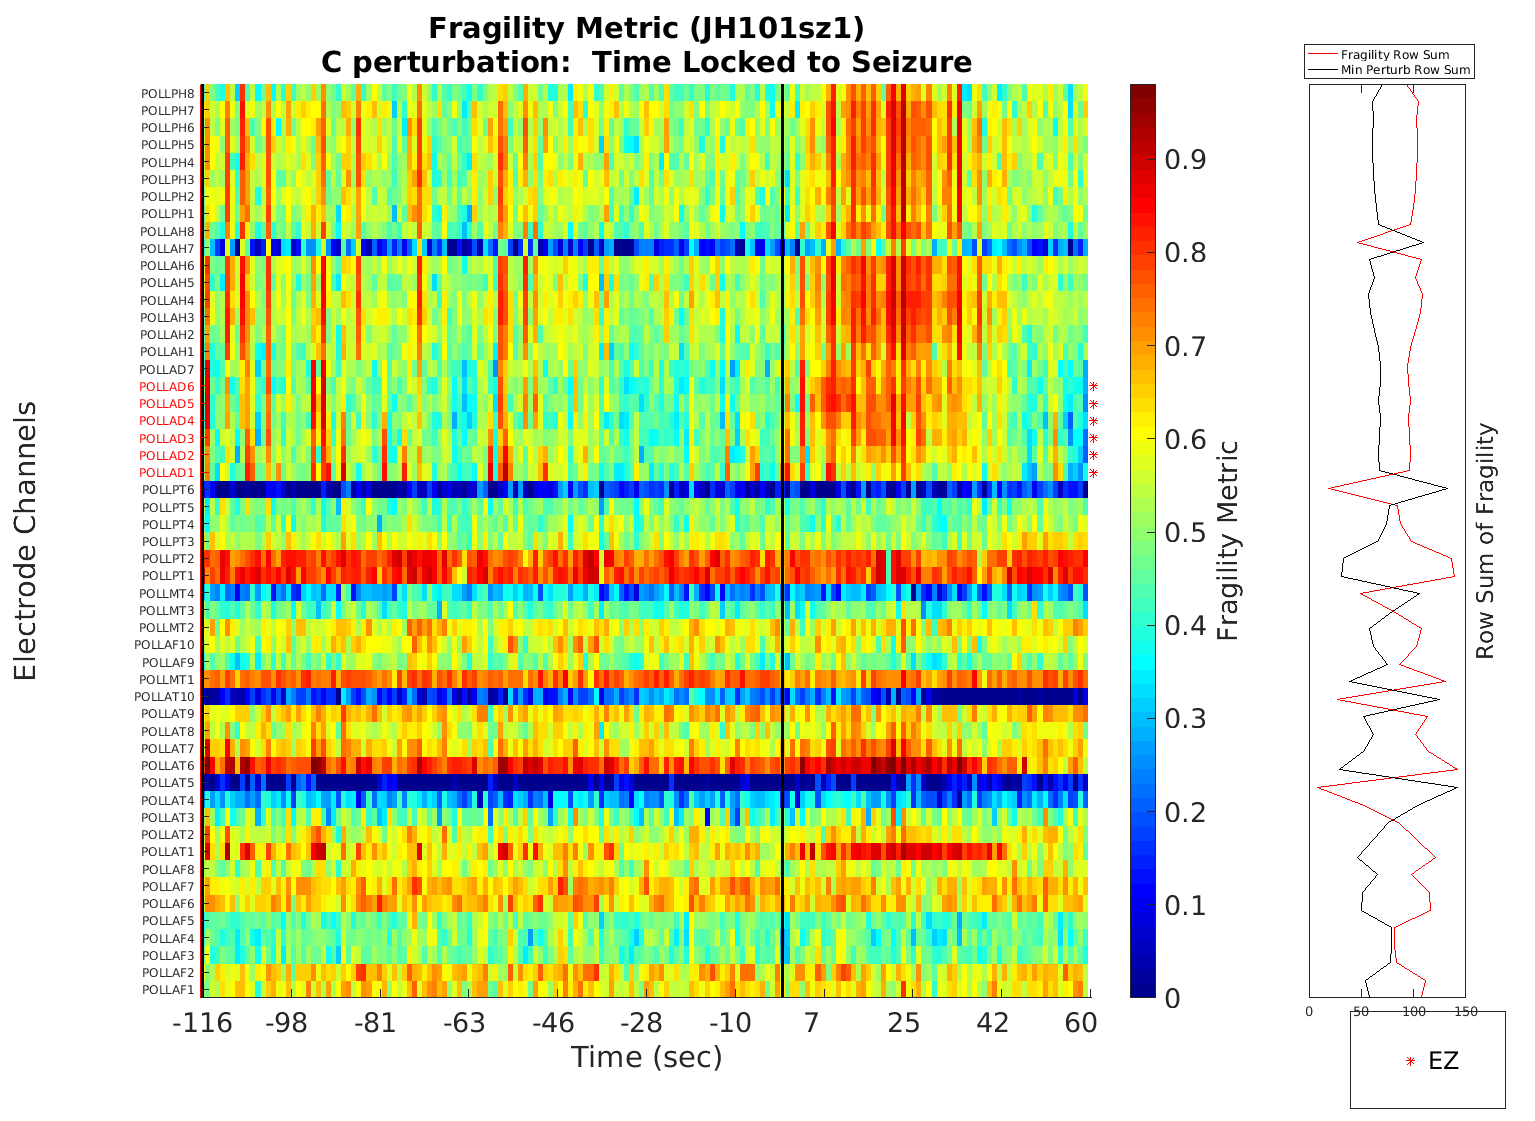 Fragility Metric (JH101sz1)
C perturbation:  Time Locked to Seizure
Electrode Channels
POLLPH8
POLLPH7
POLLPH6
POLLPH5
POLLPH4
POLLPH3
POLLPH2
POLLPH1
POLLAH8
POLLAH7
POLLAH6
POLLAH5
POLLAH4
POLLAH3
POLLAH2
POLLAH1
POLLAD7
POLLAD6
POLLAD5
POLLAD4
POLLAD3
POLLAD2
POLLAD1
POLLPT6
POLLPT5
POLLPT4
POLLPT3
POLLPT2
POLLPT1
POLLMT4
POLLMT3
POLLMT2
POLLAF10
POLLAF9
POLLMT1
POLLAT10
POLLAT9
POLLAT8
POLLAT7
POLLAT6
POLLAT5
POLLAT4
POLLAT3
POLLAT2
POLLAT1
POLLAF8
POLLAF7
POLLAF6
POLLAF5
POLLAF4
POLLAF3
POLLAF2
POLLAF1
-116 -98 -81 -63 -46 -28 -10 7 25 42 60
Time (sec)
0.9
0.8
0.7
0.6
0.5
0.4
0.3
0.2
0.1
0
Fragility Metric
Fragility Row Sum
Min Perturb Row Sum
0 50 100 150
Row Sum of Fragility
EZ